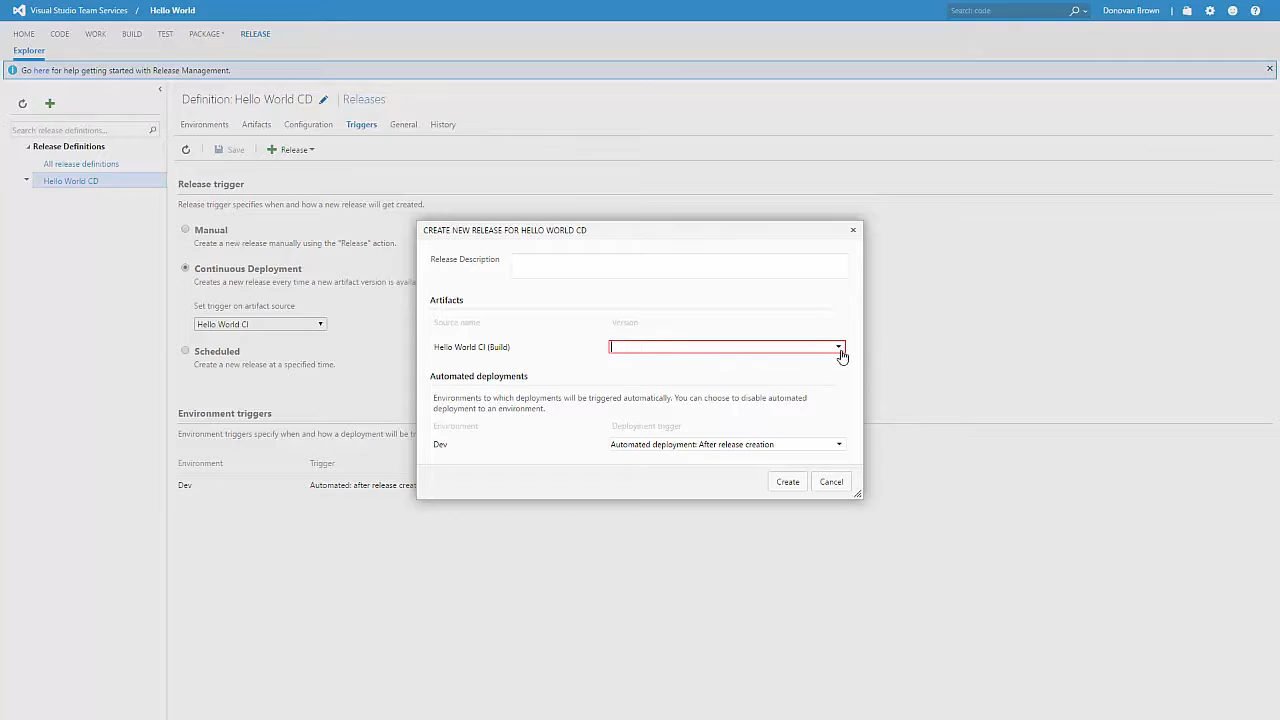 Visual Studio Team Services / Hello World
Search code
Donovan Brown
HOME CODE WORK BUILD TEST PACKAGE* RELEASE
Explorer
Go here for help getting started with Release Management.
Definition: Hello World CD | Releases
Search release definitions...
Environments Artifacts Configuration Triggers General History
Release Definitions
All release definitions
Hello World CD
Save
Release
Release trigger
Release trigger specifies when and how a new release will get created.
Manual
Create a new release manually using the "Release" action.
Continuous Deployment
Creates a new release every time a new artifact version is
Set trigger on artifact source
Hello World CI
Scheduled
Create a new release at a specified time.
Environment triggers
Environment triggers specify when and how a deployment will be
Environment Trigger
Dev Automated: after release
CREATE NEW RELEASE FOR HELLO WORLD CD
Release Description
Artifacts
Source name Version
Hello World CI (Build)
Automated deployments
Environments to which deployments will be triggered automatically. You can choose to disable automated
deployment to an environment.
Environment Deployment trigger
Dev Automated deployment: After release creation
Create Cancel